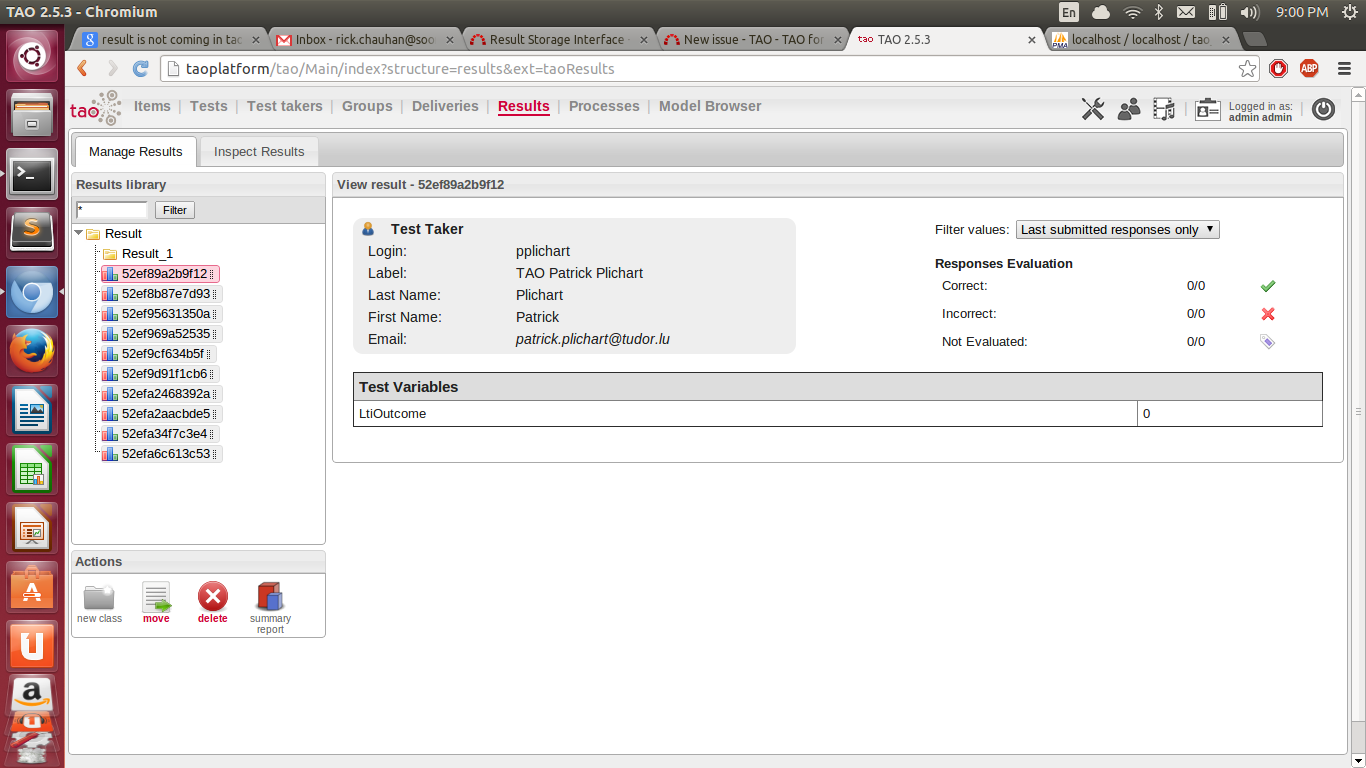 TAO 2.5.3 - Chromium
En
9:00 PM
result is not coming in tao
Inbox - rick.chauhan@soo
Result Storage Interface -
New issue - TAO - TAO for
tao TAO 2.5.3
localhost / localhost / tao
taoplatform/tao/Main/index?structure=results&ext=taoResults
tao
Items | Tests | Test takers | Groups | Deliveries | Results | Processes | Model Browser
Logged in as:
admin admin
Manage Results
Inspect Results
Results library
*
Filter
Result
Result_1
52ef89a2b9f12
52ef8b87e7d93
52ef95631350a
52ef969a52535
52ef9cf634b5f
52ef9d91f1cb6
52efa2468392a
52efa2aacbde5
52efa34f7c3e4
52efa6c613c53
Actions
new class
move
delete
summary
report
View result - 52ef89a2b9f12
Test Taker
Login: pplichart
Label: TAO Patrick Plichart
Last Name: Plichart
First Name: Patrick
Email: patrick.plichart@tudor.lu
Filter values: Last submitted responses only
Responses Evaluation
Correct: 0/0
Incorrect: 0/0
Not Evaluated: 0/0
Test Variables
LtiOutcome 0